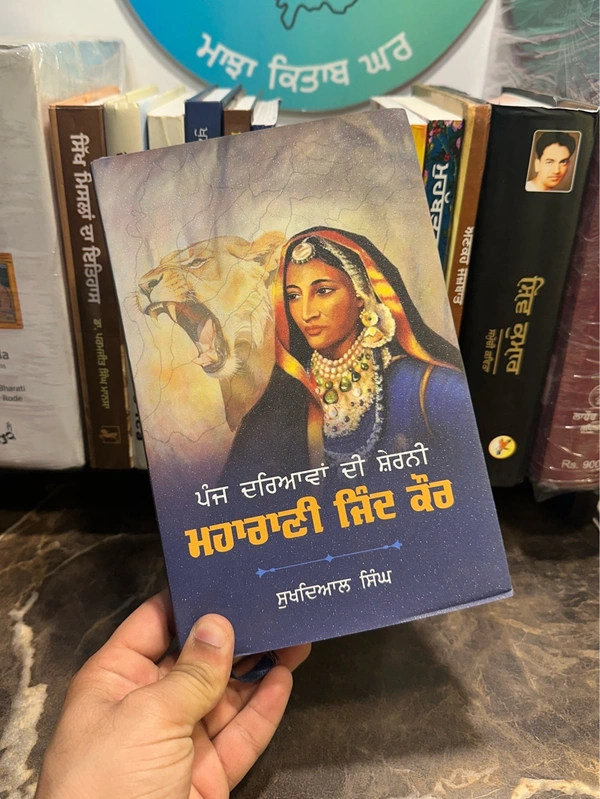 ਮਾਝਾ ਕਿਤਾਬ ਘਰ
ਪੰਜ ਦਰਿਆਵਾਂ ਦੀ ਸ਼ੇਰਨੀ
ਮਹਾਰਾਣੀ ਜਿੰਦ ਕੌਰ
ਸੁਖਦਿਆਲ ਸਿੰਘ
ਸਿੱਖ ਮਿਸਲਾਂ ਦਾ ਇਤਿਹਾਸ
ਸ਼ਿਵ ਕੁਮਾਰ
Rs. 900